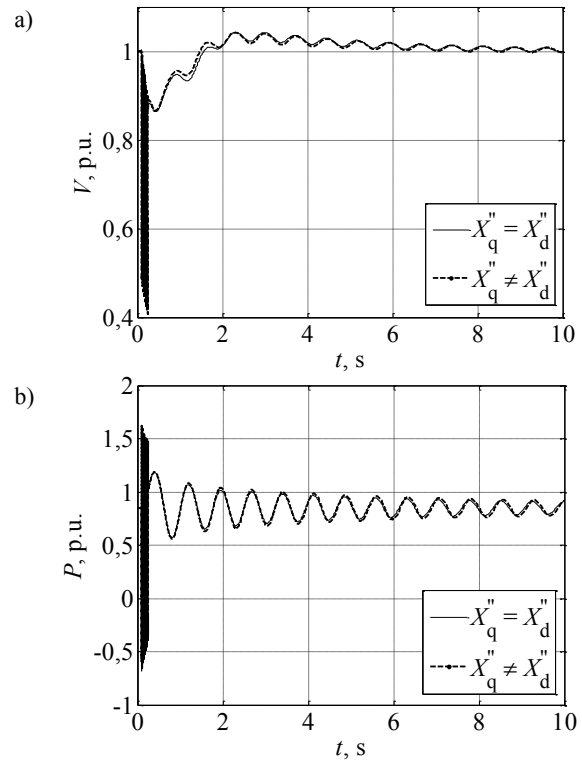 a)
1
0,8
0,6
0,4
V, p.u.
X''q = X''d
X''q ≠ X''d
0 2 4 6 8 10
t, s
b)
2
1,5
1
0,5
0
-0,5
-1
P, p.u.
X''q = X''d
X''q ≠ X''d
0 2 4 6 8 10
t, s